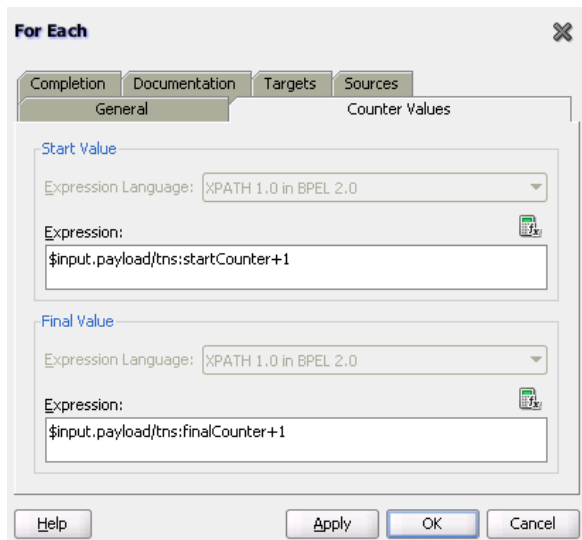 For Each
Completion Documentation Targets Sources
General Counter Values
Start Value
Expression Language: XPATH 1.0 in BPEL 2.0
Expression:
$input.payload/tns:startCounter+1
Final Value
Expression Language: XPATH 1.0 in BPEL 2.0
Expression:
$input.payload/tns:finalCounter+1
Help Apply OK Cancel